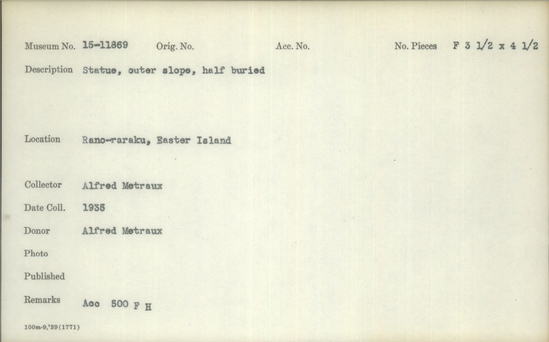 Museum No. 15-11869 Orig. No. Acc. No. No. Pieces F 3 1/2 x 4 1/2
Description Statue, outer slope, half buried
Location Rano-raraku, Easter Island
Collector Alfred Metraux
Date Coll. 1935
Donor Alfred Metraux
Photo
Published
Remarks Acc 500 F H
100m-9,'39(1771)